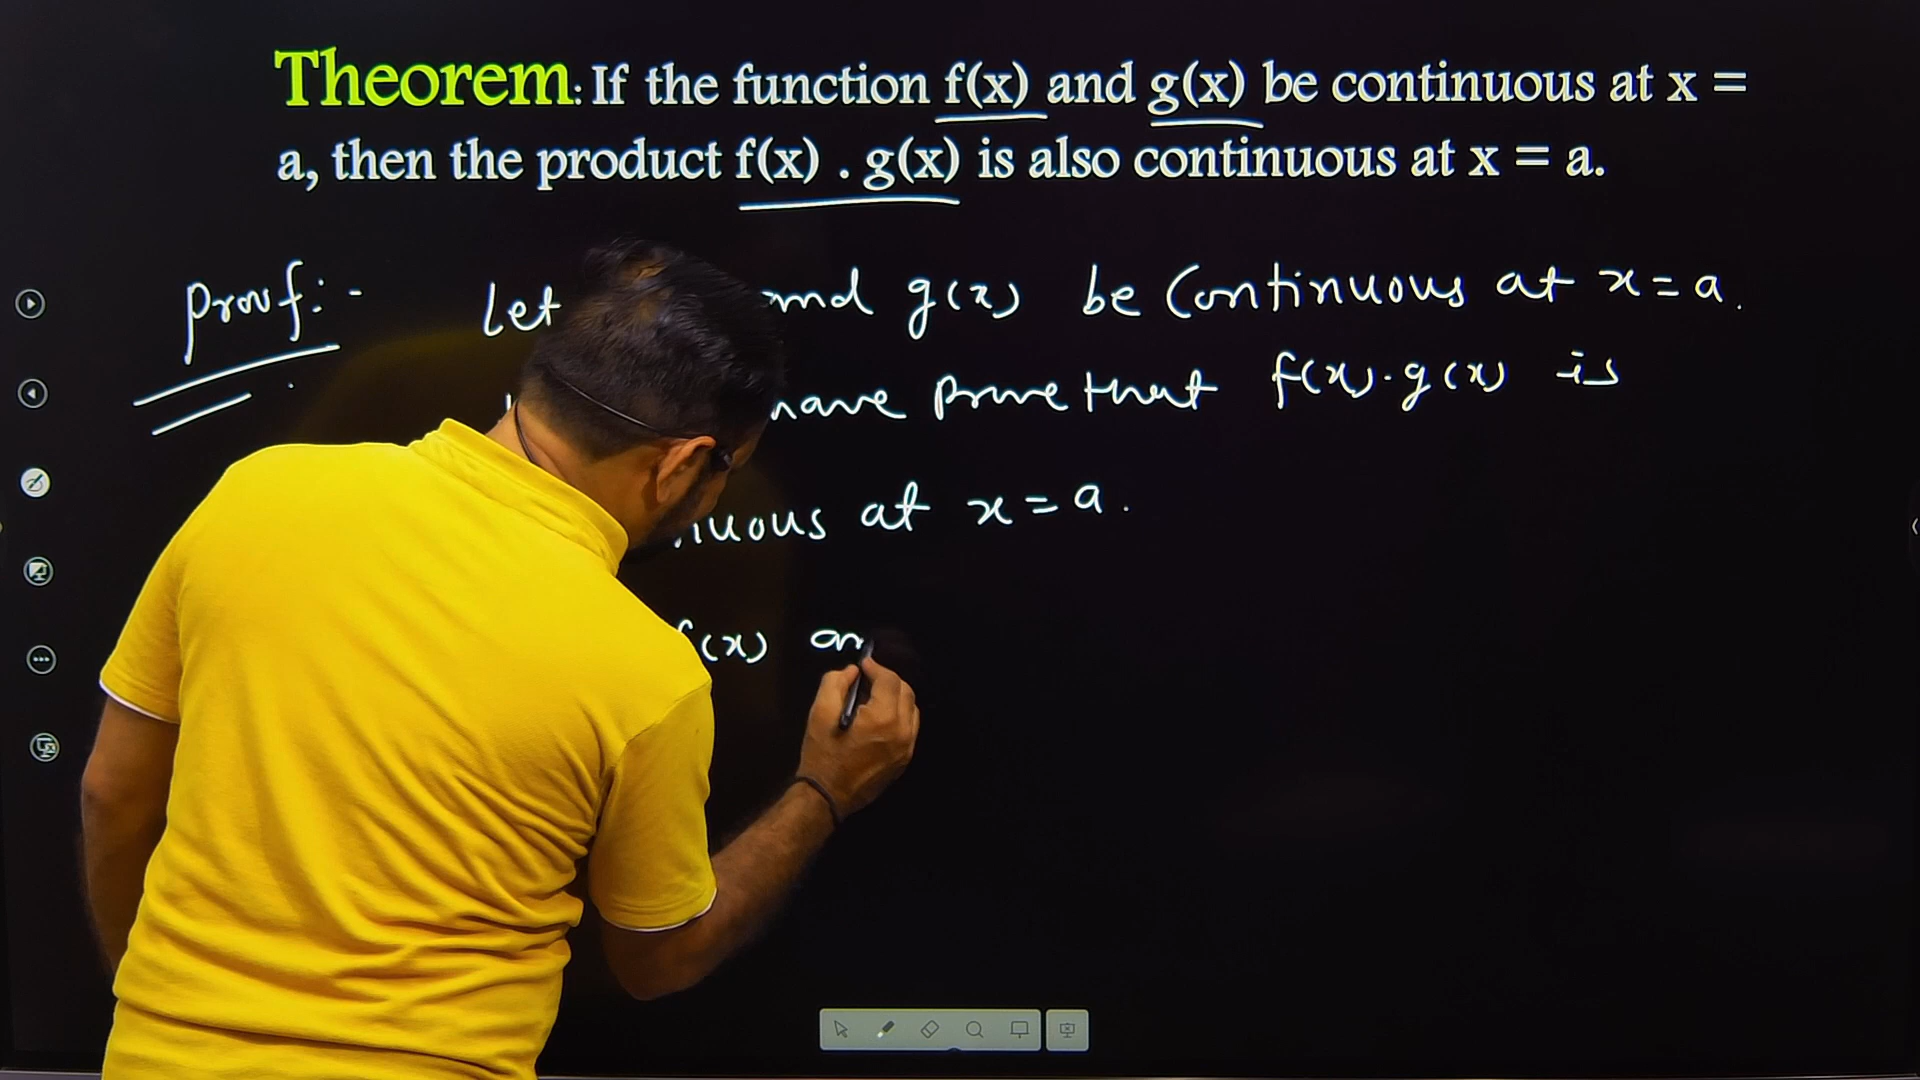 Theorem: If the function f(x) and g(x) be continuous at x =
a, then the product f(x) . g(x) is also continuous at x = a.
Proof:- Let and g(x) be Continuous at x = a.
have prove that f(x).g(x) is
at x = a.
f(x)